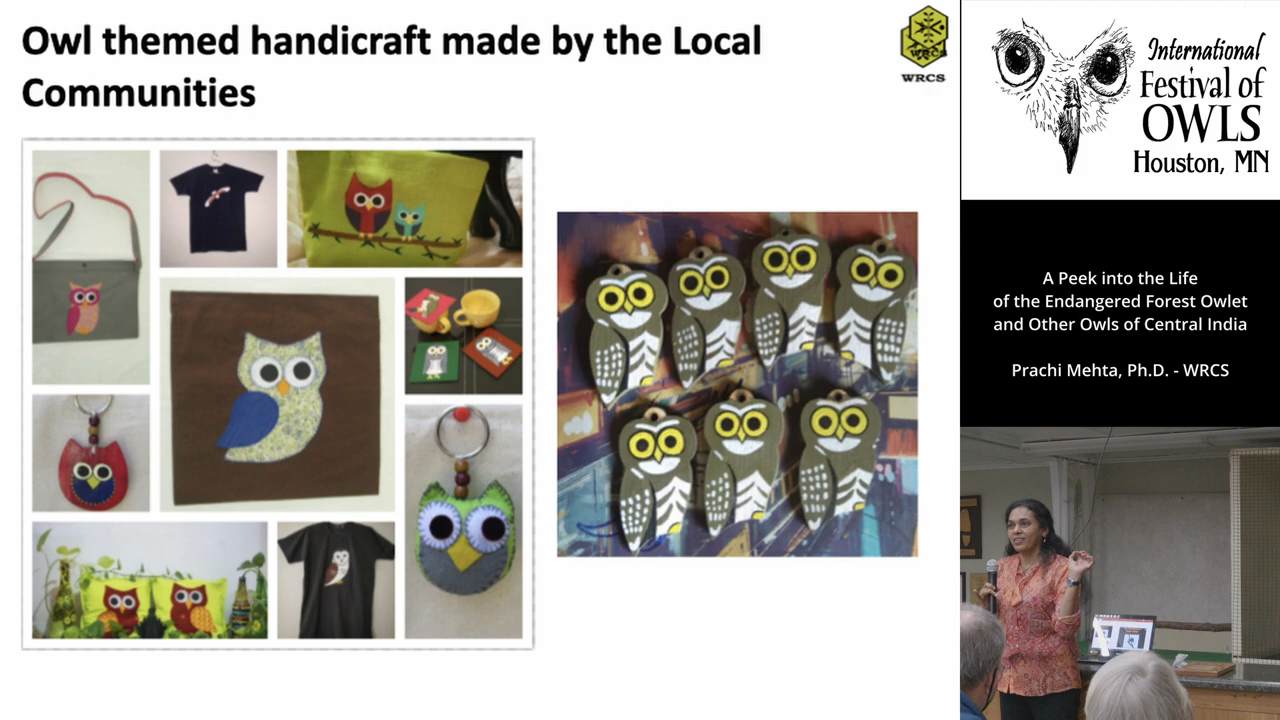 Owl themed handicraft made by the Local
Communities
WRCS
WRCS
International
Festival of
OWLS
Houston, MN
A Peek into the Life
of the Endangered Forest Owlet
and Other Owls of Central India
Prachi Mehta, Ph.D. - WRCS